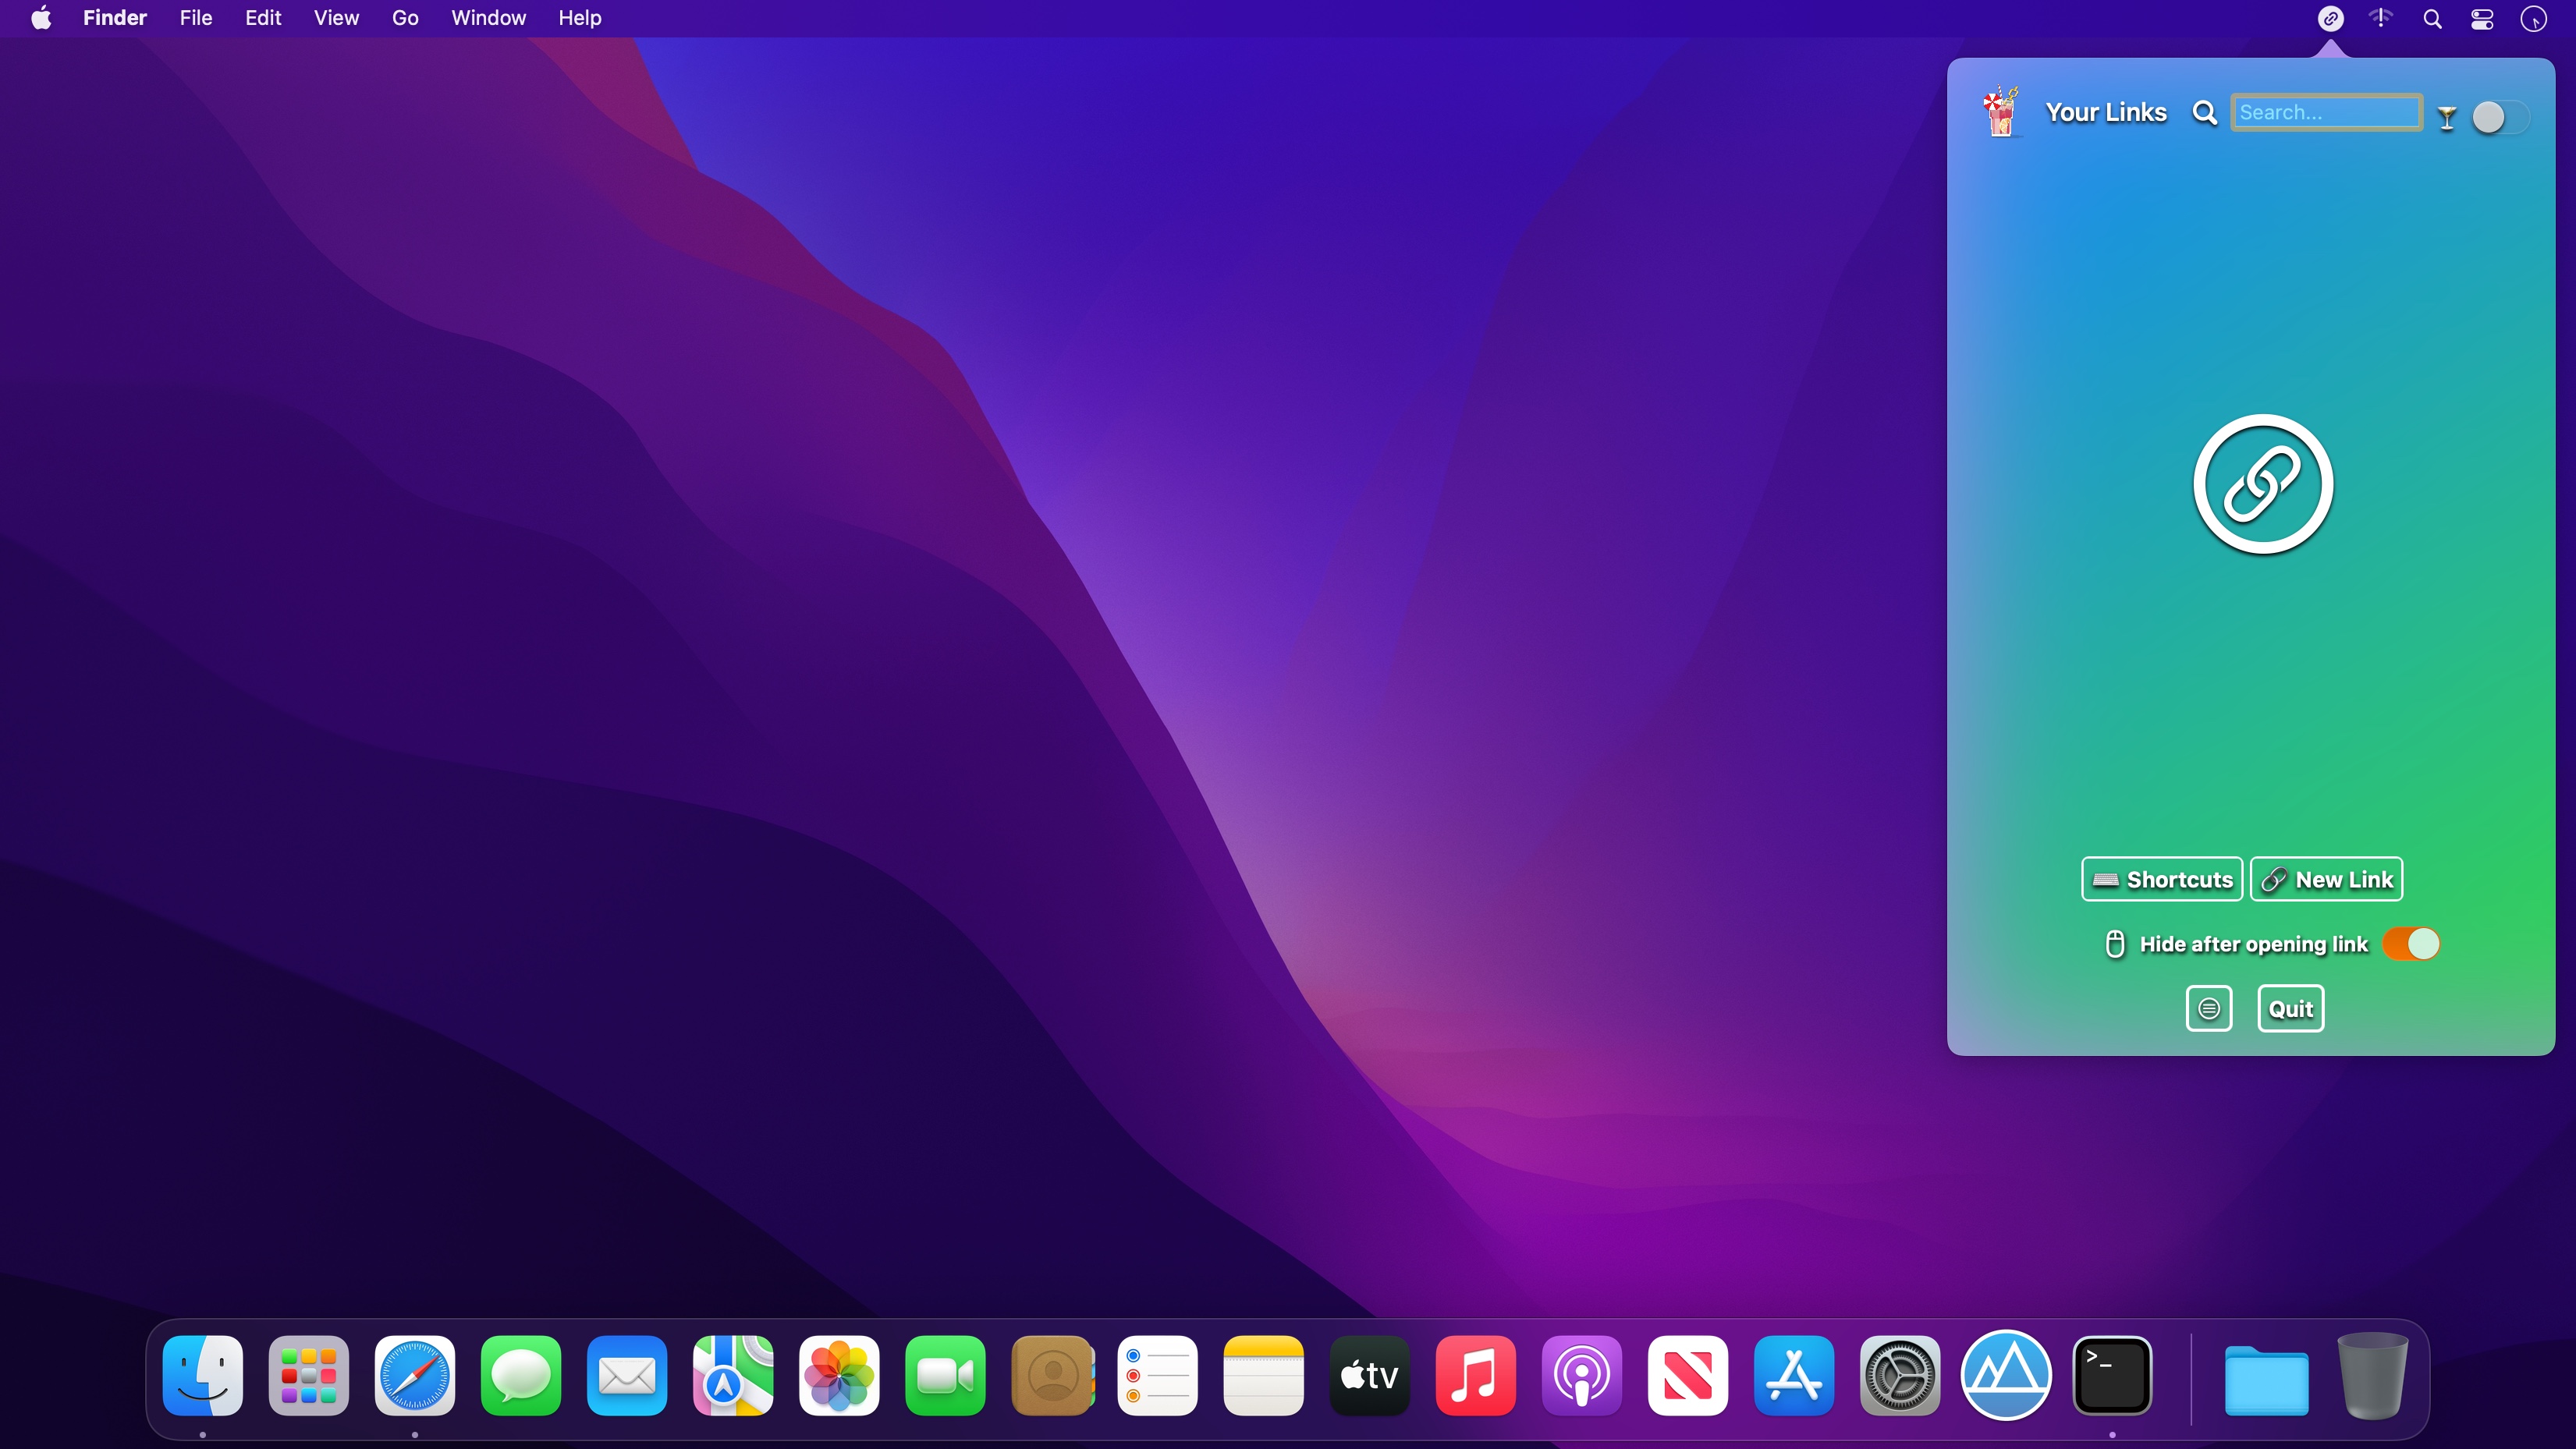 Finder File Edit View Go Window Help
Your Links Search...
Shortcuts New Link
Hide after opening link
Quit
tv
>_